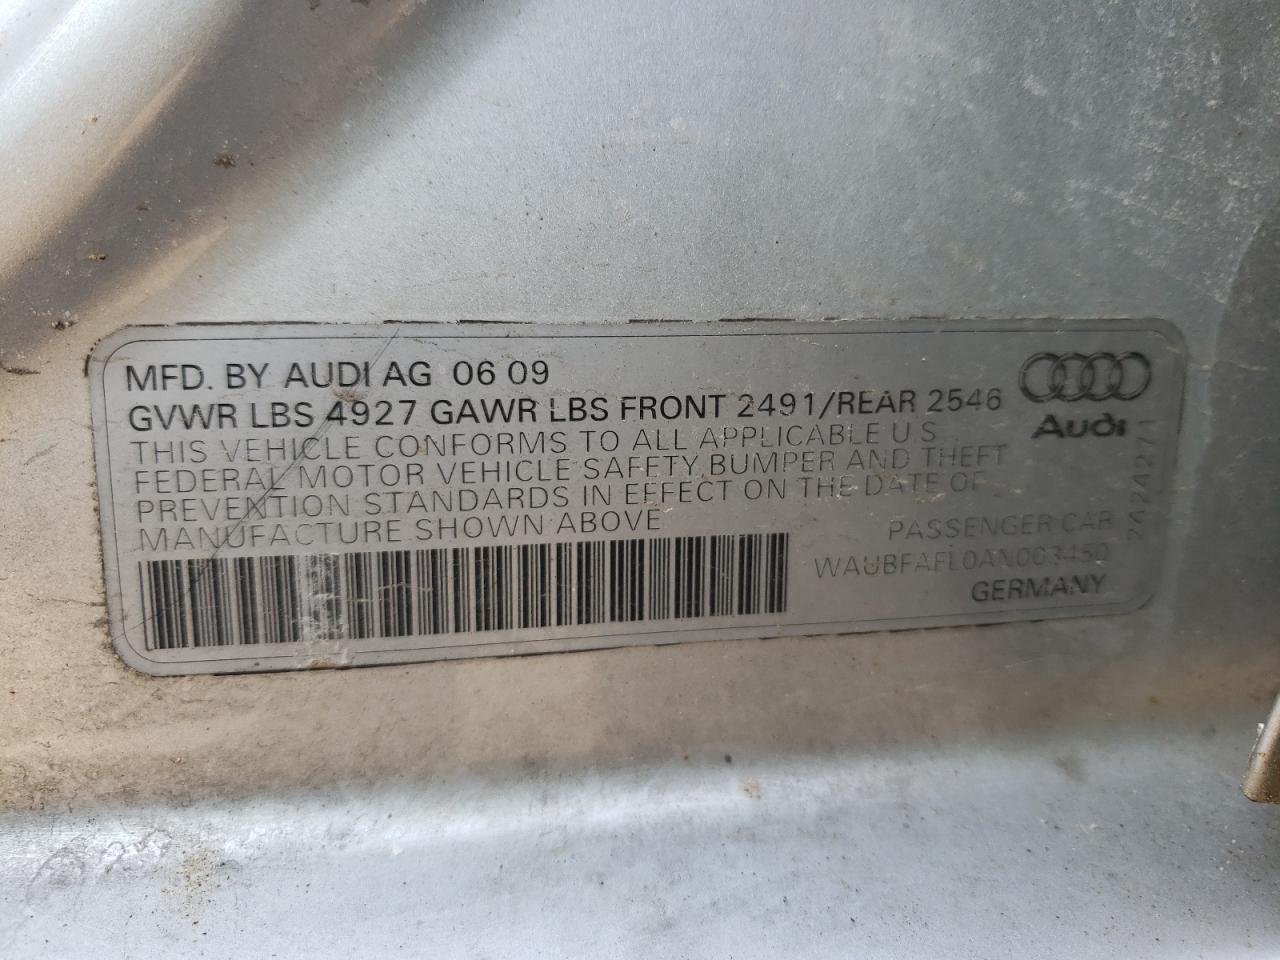 MFD. BY AUDI AG 06 09
GVWR LBS 4927 GAWR LBS FRONT 2491/REAR 2546
THIS VEHICLE CONFORMS TO ALL APPLICABLE U S
FEDERAL MOTOR VEHICLE SAFETY, BUMPER AND THEFT
PREVENTION STANDARDS IN EFFECT ON THE DATE OF
MANUFACTURE SHOWN ABOVE
PASSENGER CAR
WAUBFAFL0AN063450
GERMANY
Audi